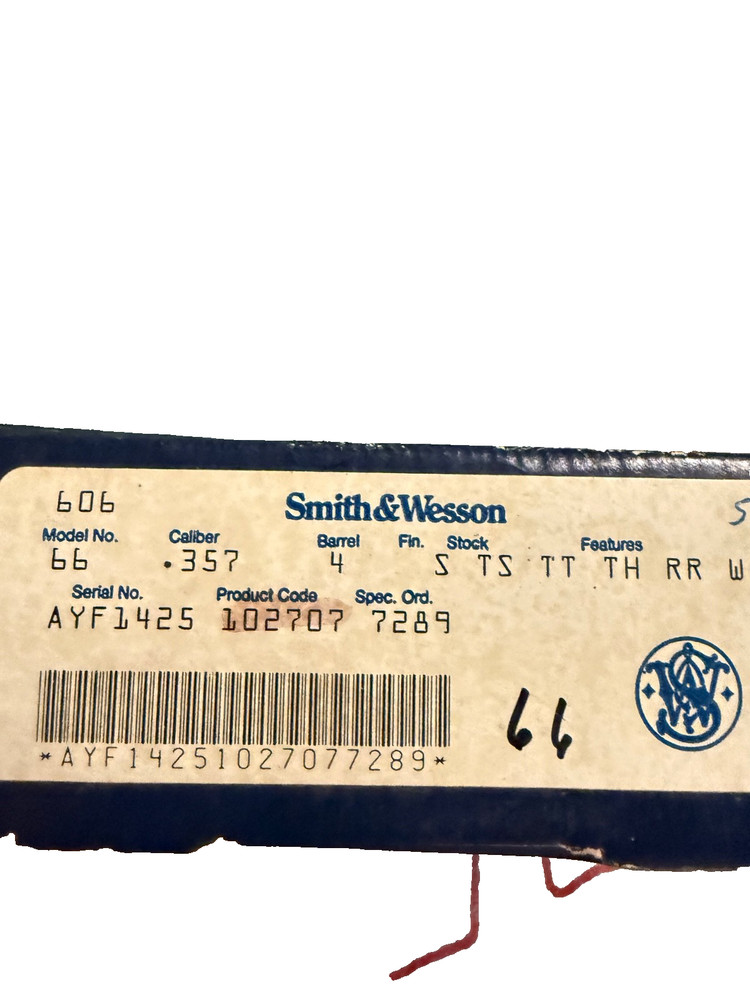 606 Smith&Wesson S
Model No. Caliber Barrel Fin. Stock Features
66 .357 4 S TS TT TH RR W
Serial No. Product Code Spec. Ord.
AYF1425 102707 7289
*AYF14251027077289*
66